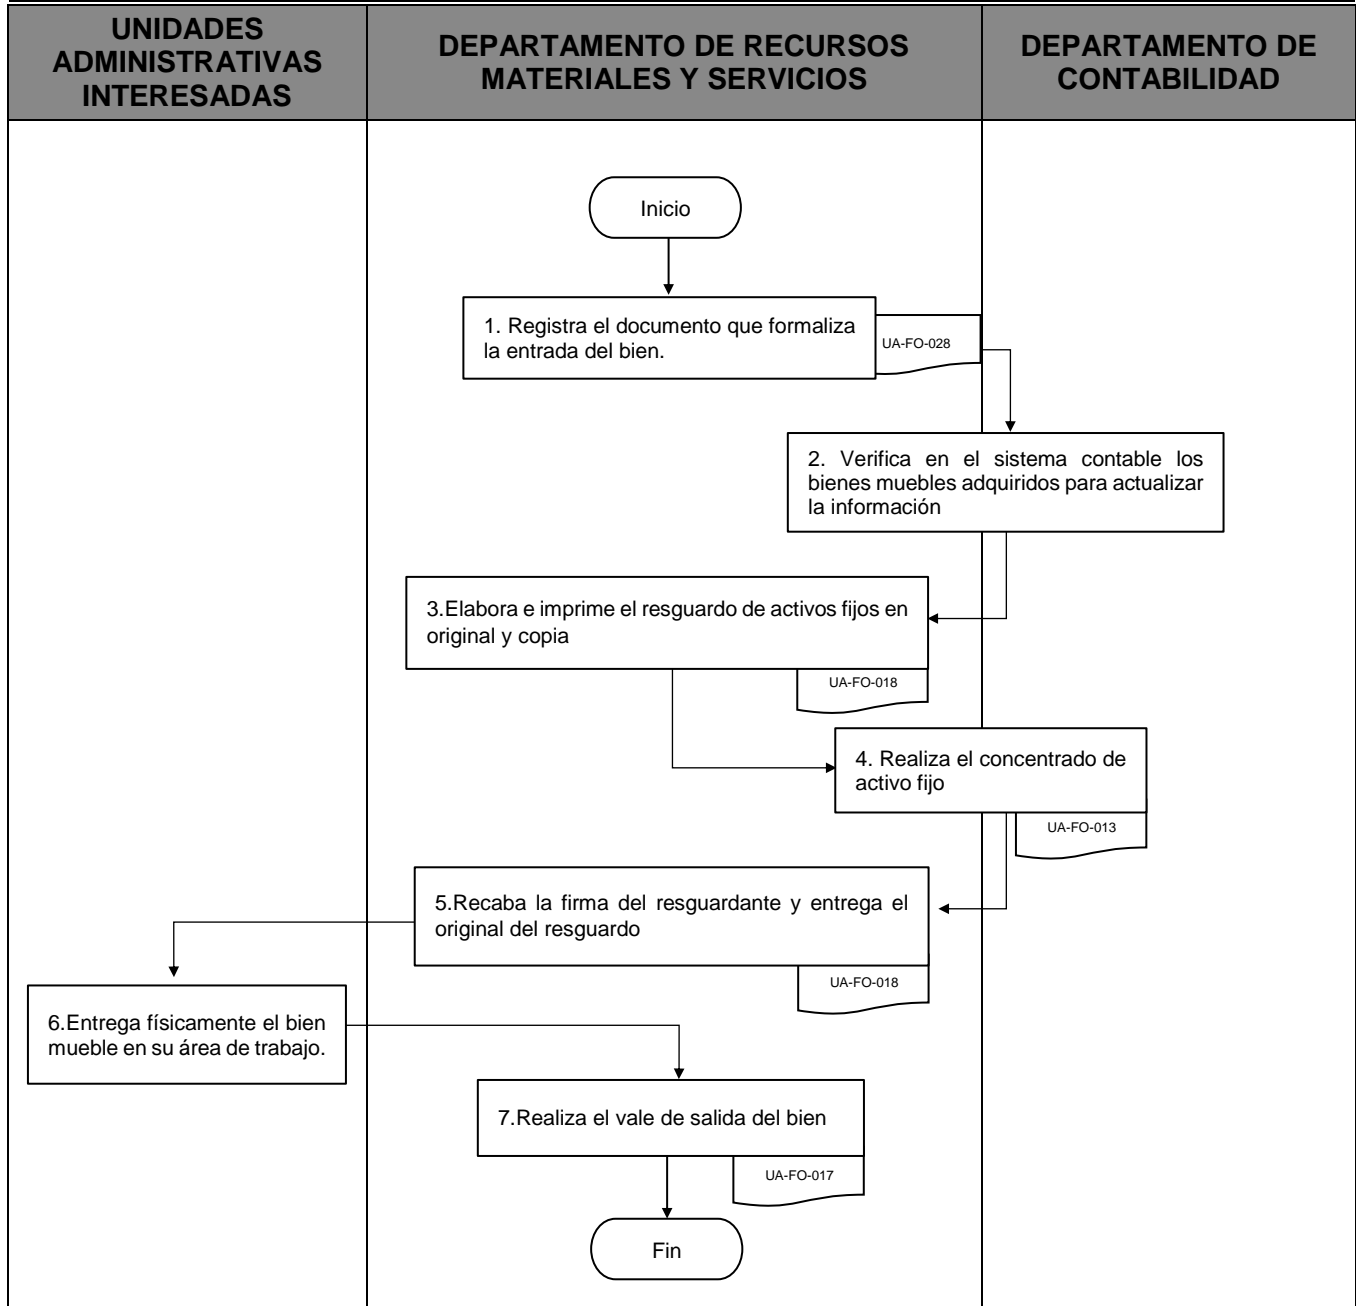 UNIDADES
ADMINISTRATIVAS
INTERESADAS
DEPARTAMENTO DE RECURSOS
MATERIALES Y SERVICIOS
DEPARTAMENTO DE
CONTABILIDAD
Inicio
1. Registra el documento que formaliza
la entrada del bien.
UA-FO-028
2. Verifica en el sistema contable los
bienes muebles adquiridos para actualizar
la información
3.Elabora e imprime el resguardo de activos fijos en
original y copia
UA-FO-018
4. Realiza el concentrado de
activo fijo
UA-FO-013
5.Recaba la firma del resguardante y entrega el
original del resguardo
UA-FO-018
6.Entrega físicamente el bien
mueble en su área de trabajo.
7.Realiza el vale de salida del bien
UA-FO-017
Fin